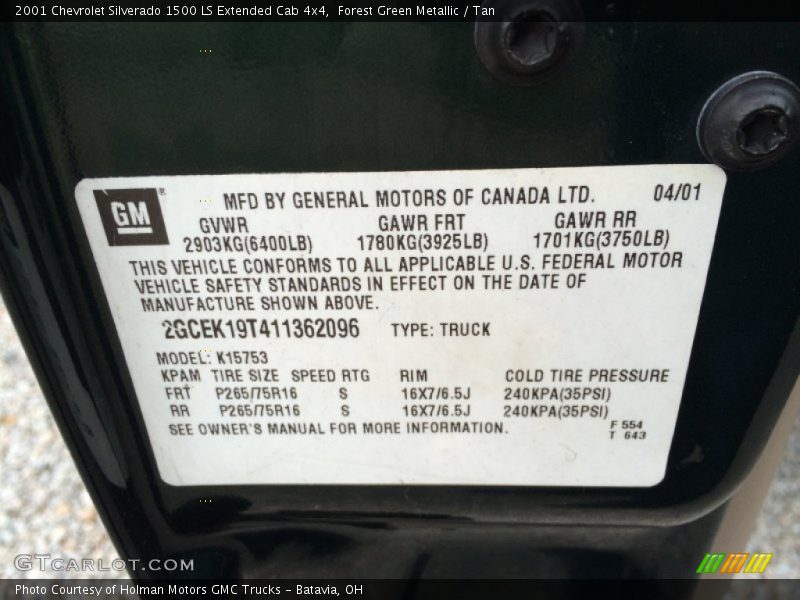 2001 Chevrolet Silverado 1500 LS Extended Cab 4x4, Forest Green Metallic / Tan
GM
®
MFD BY GENERAL MOTORS OF CANADA LTD. 04/01
GVWR GAWR FRT GAWR RR
2903KG(6400LB) 1780KG(3925LB) 1701KG(3750LB)
THIS VEHICLE CONFORMS TO ALL APPLICABLE U.S. FEDERAL MOTOR
VEHICLE SAFETY STANDARDS IN EFFECT ON THE DATE OF
MANUFACTURE SHOWN ABOVE.
2GCEK19T411362096 TYPE: TRUCK
MODEL: K15753
KPAM TIRE SIZE SPEED RTG RIM COLD TIRE PRESSURE
FRT P265/75R16 S 16X7/6.5J 240KPA(35PSI)
RR P265/75R16 S 16X7/6.5J 240KPA(35PSI)
SEE OWNER'S MANUAL FOR MORE INFORMATION. F 554
T 643
GTCARLOT.COM
Photo Courtesy of Holman Motors GMC Trucks - Batavia, OH